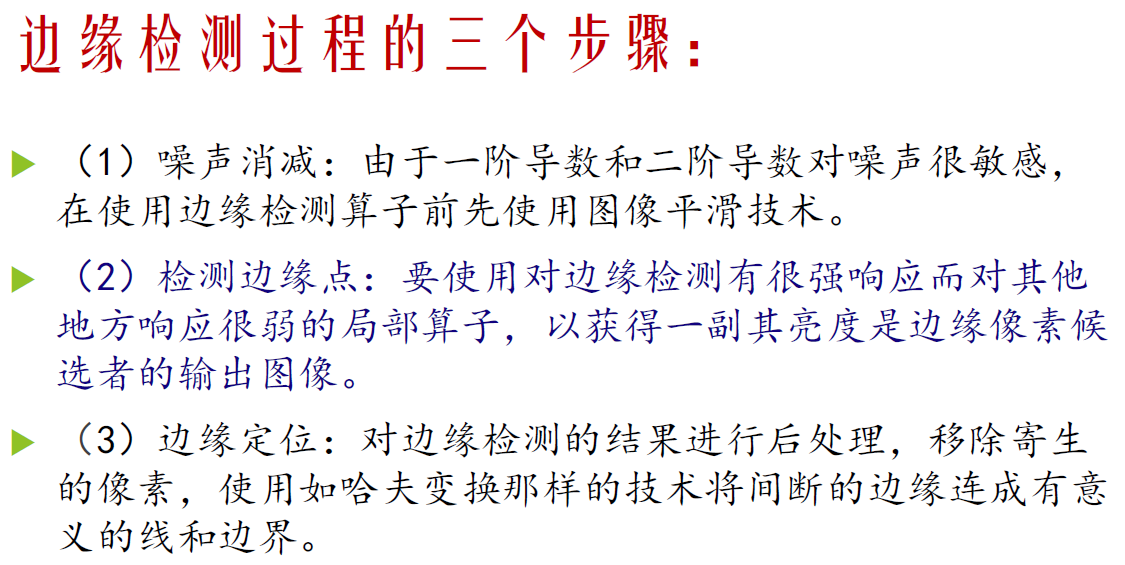 边缘检测过程的三个步骤：
（1）噪声消减：由于一阶导数和二阶导数对噪声很敏感，
在使用边缘检测算子前先使用图像平滑技术。
（2）检测边缘点：要使用对边缘检测有很强响应而对其他
地方响应很弱的局部算子，以获得一副其亮度是边缘像素候
选者的输出图像。
（3）边缘定位：对边缘检测的结果进行后处理，移除寄生
的像素，使用如哈夫变换那样的技术将间断的边缘连成有意
义的线和边界。